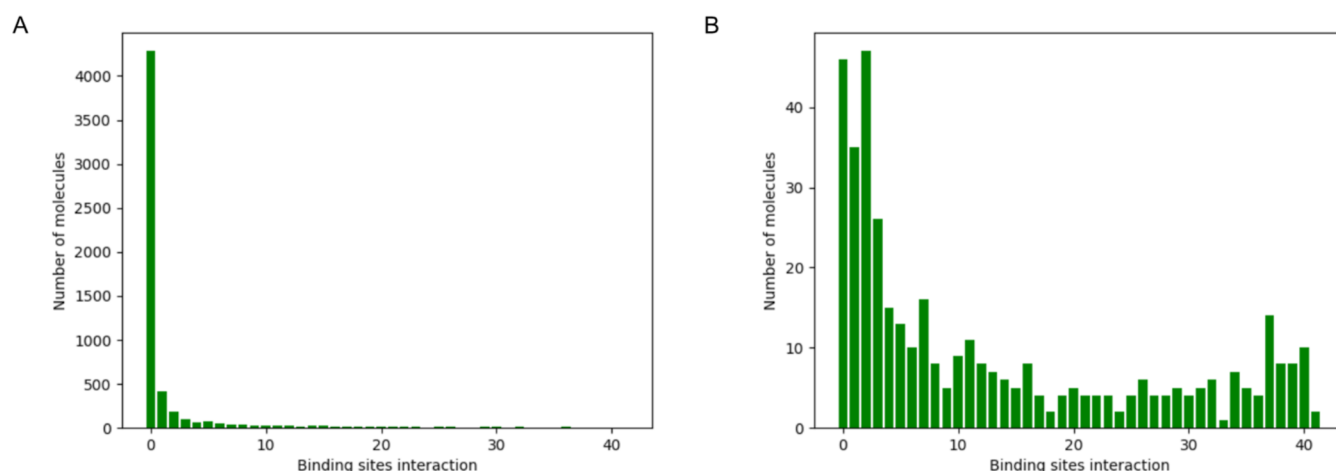 A
Number of molecules
4000
3500
3000
2500
2000
1500
1000
500
0
0 10 20 30 40
Binding sites interaction
B
Number of molecules
40
30
20
10
0
0 10 20 30 40
Binding sites interaction